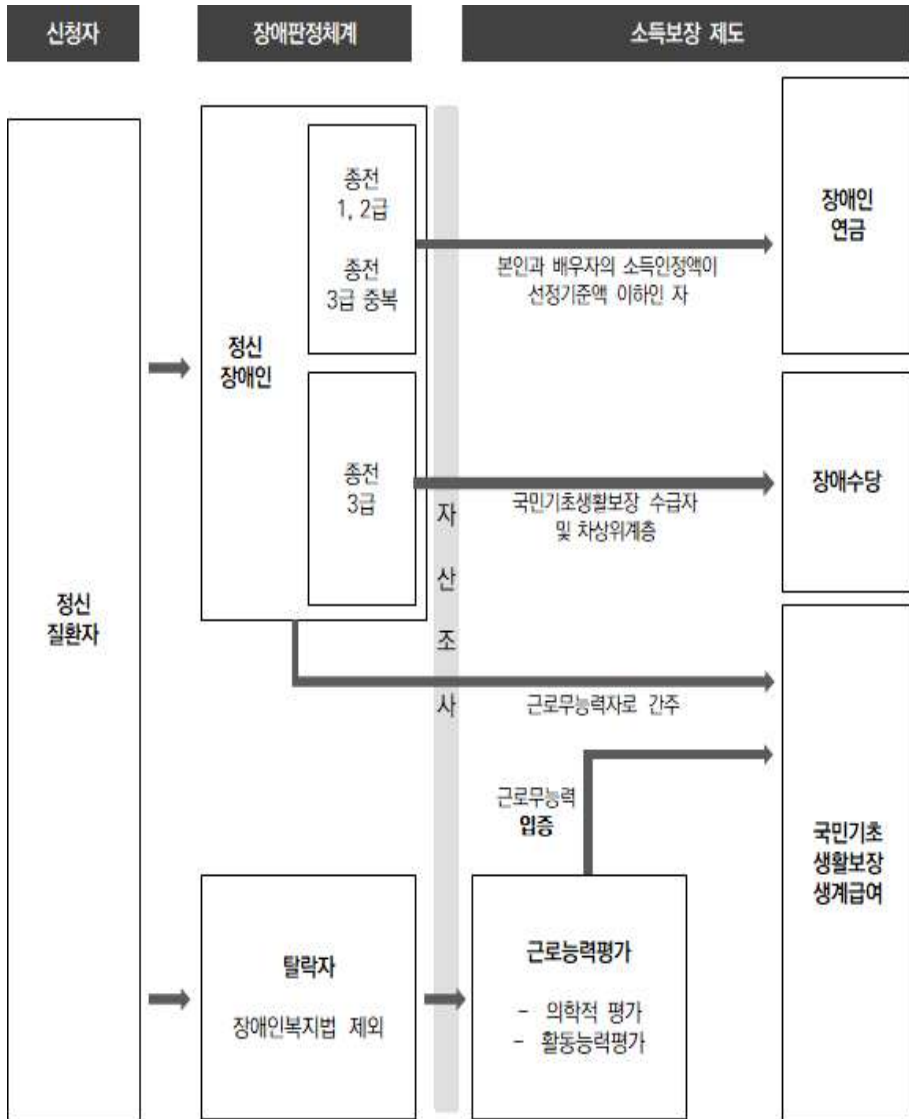 신청자
장애판정체계
소득보장 제도
정신
질환자
정신
장애인
종전
1, 2급
종전
3급 중복
종전
3급
자
산
조
사
본인과 배우자의 소득인정액이
선정기준액 이하인 자
장애인
연금
국민기초생활보장 수급자
및 차상위계층
장애수당
근로무능력자로 간주
근로무능력
입증
국민기초
생활보장
생계급여
탈락자
장애인복지법 제외
근로능력평가
- 의학적 평가
- 활동능력평가